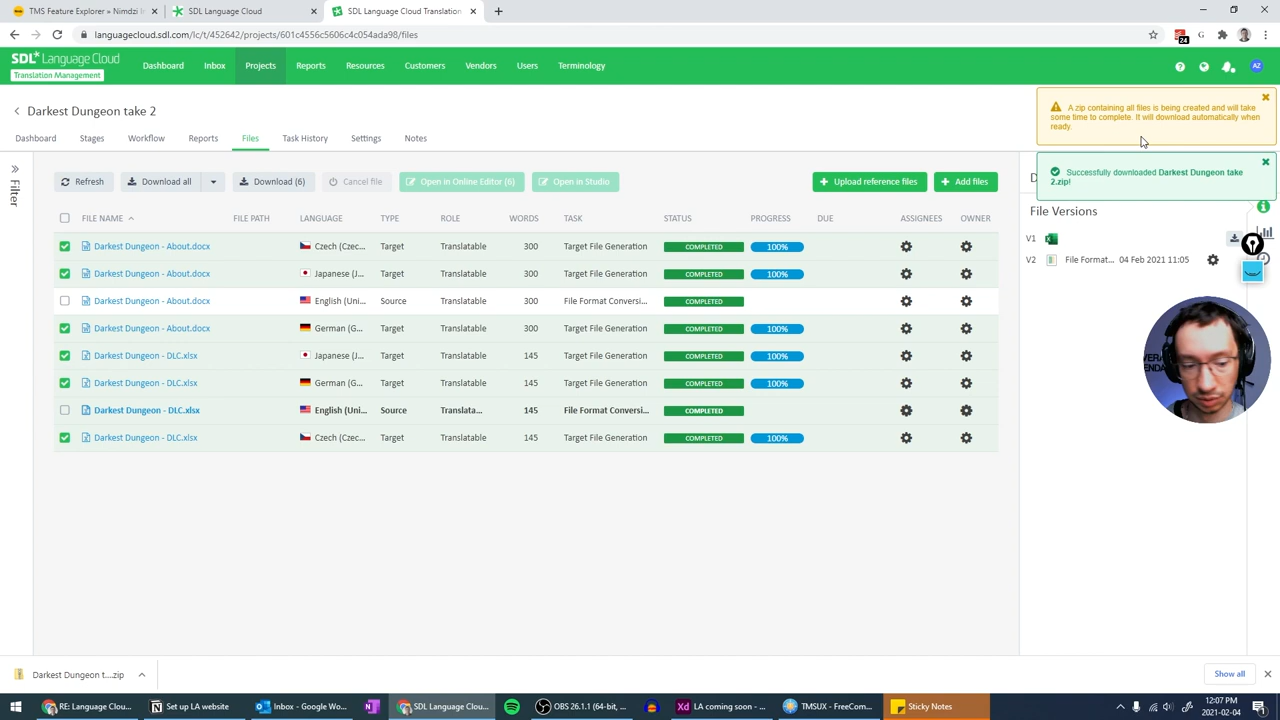 TMS Feature Explorer » Nimdzi In
SDL Language Cloud
SDL Language Cloud Translation
languagecloud.sdl.com/lc/t/452642/projects/601c4556c5606c4c054ada98/files
24
SDL* Language Cloud
Translation Management
Dashboard Inbox Projects Reports Resources Customers Vendors Users Terminology
AZ
Darkest Dungeon take 2
A zip containing all files is being created and will take
some time to complete. It will download automatically when
ready.
Dashboard Stages Workflow Reports Files Task History Settings Notes
Successfully downloaded Darkest Dungeon take
2.zip!
Filter
Refresh Download all Download (6) Cancel file Open in Online Editor (6) Open in Studio Upload reference files Add files
File Versions
FILE NAME FILE PATH LANGUAGE TYPE ROLE WORDS TASK STATUS PROGRESS DUE ASSIGNEES OWNER
V1
V2 File Format... 04 Feb 2021 11:05
Darkest Dungeon - About.docx Czech (Czec... Target Translatable 300 Target File Generation COMPLETED 100%
Darkest Dungeon - About.docx Japanese (J... Target Translatable 300 Target File Generation COMPLETED 100%
Darkest Dungeon - About.docx English (Uni... Source Translatable 300 File Format Conversi... COMPLETED
Darkest Dungeon - About.docx German (G... Target Translatable 300 Target File Generation COMPLETED 100%
Darkest Dungeon - DLC.xlsx Japanese (J... Target Translatable 145 Target File Generation COMPLETED 100%
Darkest Dungeon - DLC.xlsx German (G... Target Translatable 145 Target File Generation COMPLETED 100%
Darkest Dungeon - DLC.xlsx English (Uni... Source Translata... 145 File Format Conversi... COMPLETED
Darkest Dungeon - DLC.xlsx Czech (Czec... Target Translatable 145 Target File Generation COMPLETED 100%
Darkest Dungeon t....zip
Show all
RE: Language Clou...
Set up LA website
Inbox - Google Wo...
SDL Language Clou...
OBS 26.1.1 (64-bit, ...
LA coming soon - ...
TMSUX - FreeCom...
Sticky Notes
12:07 PM
2021-02-04